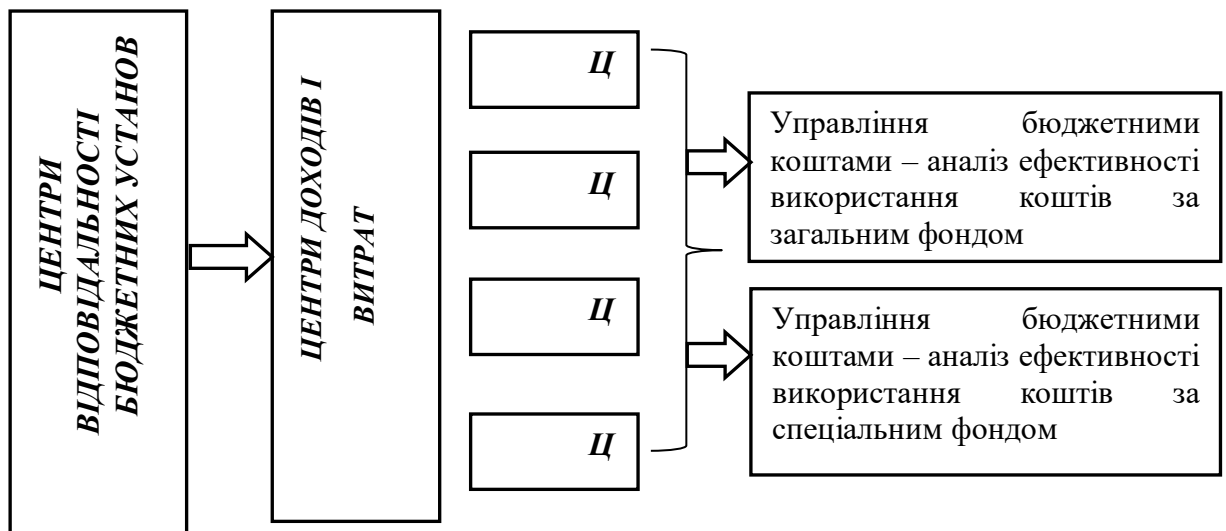 ЦЕНТРИ
ВІДПОВІДАЛЬНОСТІ
БЮДЖЕТНИХ УСТАНОВ
ЦЕНТРИ ДОХОДІВ І
ВИТРАТ
Ц
Ц
Ц
Ц
Управління бюджетними
коштами – аналіз ефективності
використання коштів за
загальним фондом
Управління бюджетними
коштами – аналіз ефективності
використання коштів за
спеціальним фондом